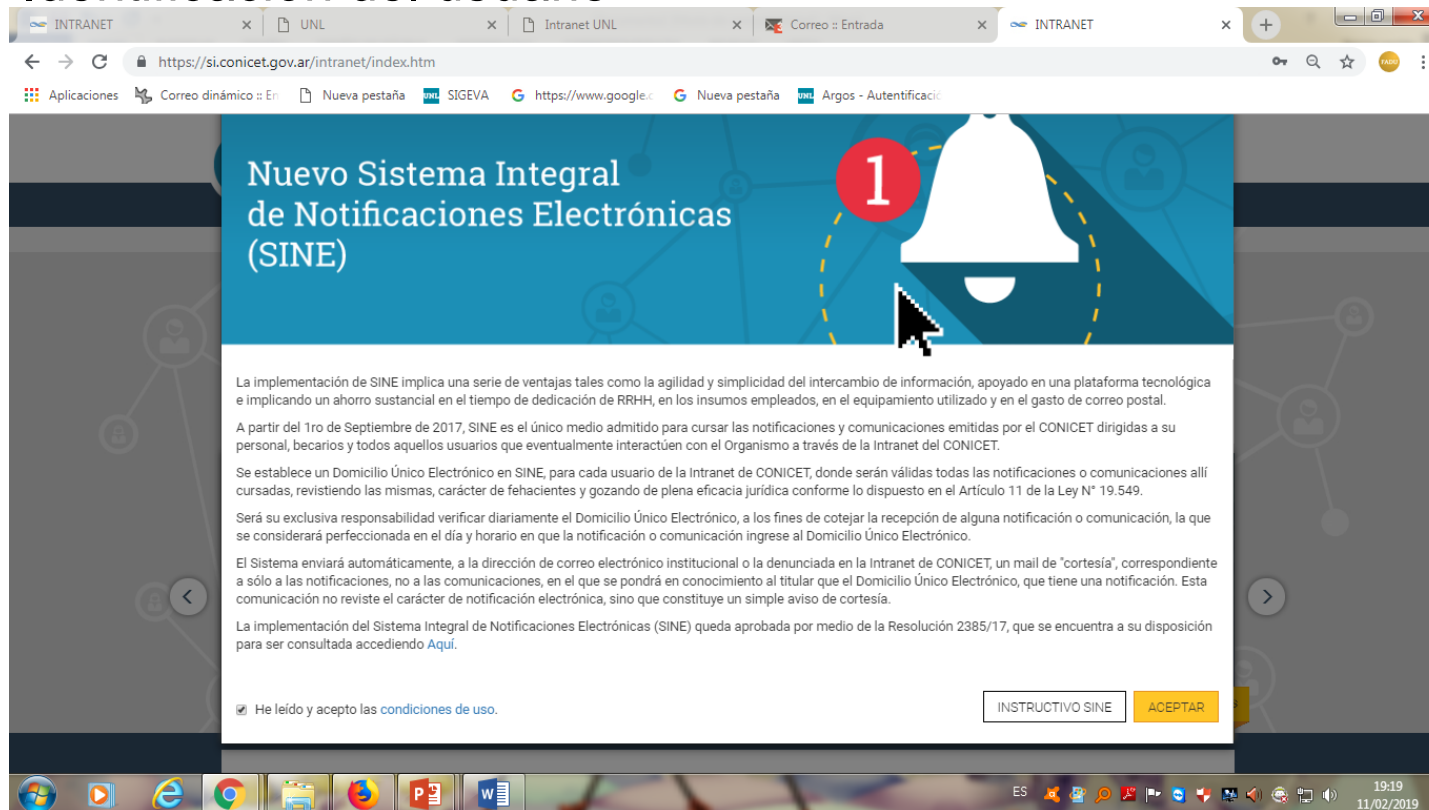 Identificación del usuario
INTRANET
UNL
Intranet UNL
Correo :: Entrada
INTRANET
https://si.conicet.gov.ar/intranet/index.htm
FADU
Aplicaciones
Correo dinámico :: En
Nueva pestaña
UNL
SIGEVA
https://www.google.c
Nueva pestaña
UNL
Argos - Autentificació
Nuevo Sistema Integral
de Notificaciones Electrónicas
(SINE)
1
La implementación de SINE implica una serie de ventajas tales como la agilidad y simplicidad del intercambio de información, apoyado en una plataforma tecnológica
e implicando un ahorro sustancial en el tiempo de dedicación de RRHH, en los insumos empleados, en el equipamiento utilizado y en el gasto de correo postal.
A partir del 1ro de Septiembre de 2017, SINE es el único medio admitido para cursar las notificaciones y comunicaciones emitidas por el CONICET dirigidas a su
personal, becarios y todos aquellos usuarios que eventualmente interactúen con el Organismo a través de la Intranet del CONICET.
Se establece un Domicilio Único Electrónico en SINE, para cada usuario de la Intranet de CONICET, donde serán válidas todas las notificaciones o comunicaciones allí
cursadas, revistiendo las mismas, carácter de fehacientes y gozando de plena eficacia jurídica conforme lo dispuesto en el Artículo 11 de la Ley N° 19.549.
Será su exclusiva responsabilidad verificar diariamente el Domicilio Único Electrónico, a los fines de cotejar la recepción de alguna notificación o comunicación, la que
se considerará perfeccionada en el día y horario en que la notificación o comunicación ingrese al Domicilio Único Electrónico.
El Sistema enviará automáticamente, a la dirección de correo electrónico institucional o la denunciada en la Intranet de CONICET, un mail de "cortesía", correspondiente
a sólo a las notificaciones, no a las comunicaciones, en el que se pondrá en conocimiento al titular que el Domicilio Único Electrónico, que tiene una notificación. Esta
comunicación no reviste el carácter de notificación electrónica, sino que constituye un simple aviso de cortesía.
La implementación del Sistema Integral de Notificaciones Electrónicas (SINE) queda aprobada por medio de la Resolución 2385/17, que se encuentra a su disposición
para ser consultada accediendo Aquí.
He leído y acepto las condiciones de uso.
INSTRUCTIVO SINE
ACEPTAR
ES
19:19
11/02/2019